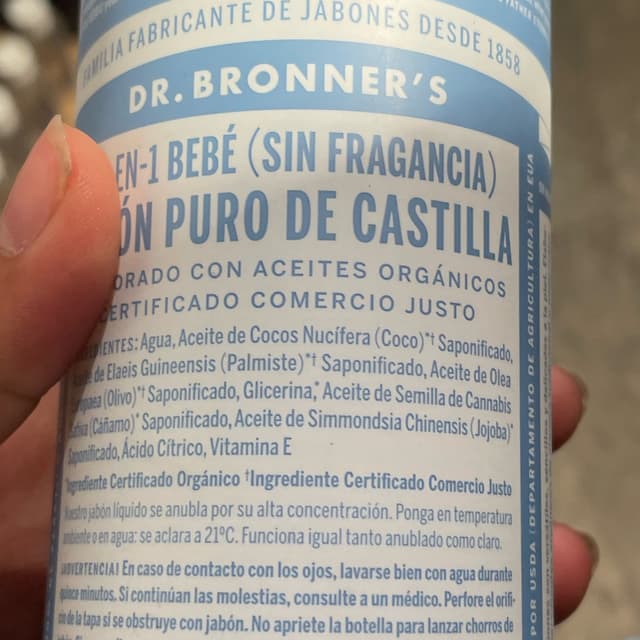 FAMILIA FABRICANTE DE JABONES DESDE 1858
DR. BRONNER'S
EN-1 BEBÉ (SIN FRAGANCIA)
ÓN PURO DE CASTILLA
ORADO CON ACEITES ORGÁNICOS
ERTIFICADO COMERCIO JUSTO
EDIENTES: Agua, Aceite de Cocos Nucífera (Coco)*† Saponificado,
de Elaeis Guineensis (Palmiste)*† Saponificado, Aceite de Olea
ropaea (Olivo)*† Saponificado, Glicerina,* Aceite de Semilla de Cannabis
ativa (Cáñamo)* Saponificado, Aceite de Simmondsia Chinensis (Jojoba)*
Saponificado, Ácido Cítrico, Vitamina E
*Ingrediente Certificado Orgánico †Ingrediente Certificado Comercio Justo
Nuestro jabón líquido se anubla por su alta concentración. Ponga en temperatura
ambiente o en agua: se aclara a 21°C. Funciona igual tanto anublado como claro.
¡ADVERTENCIA! En caso de contacto con los ojos, lavarse bien con agua durante
quince minutos. Si continúan las molestias, consulte a un médico. Perfore el orifi-
cio de la tapa si se obstruye con jabón. No apriete la botella para lanzar chorros de
POR USDA (DEPARTAMENTO DE AGRICULTURA) EN EUA